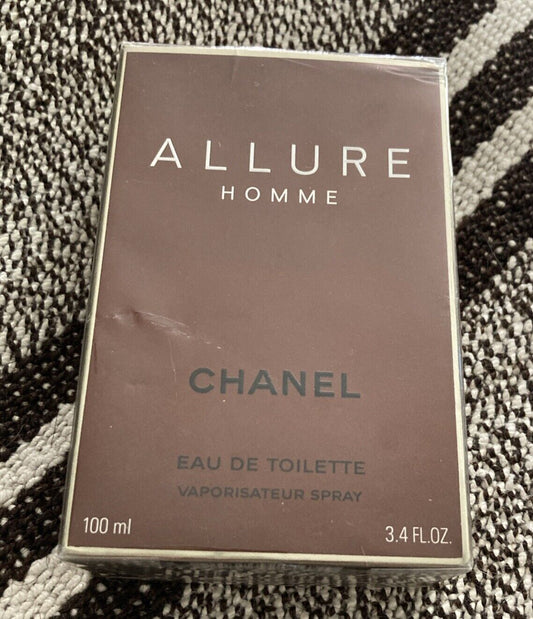 ALLURE
HOMME
CHANEL
EAU DE TOILETTE
VAPORISATEUR SPRAY
100 ml 3.4 FL.OZ.